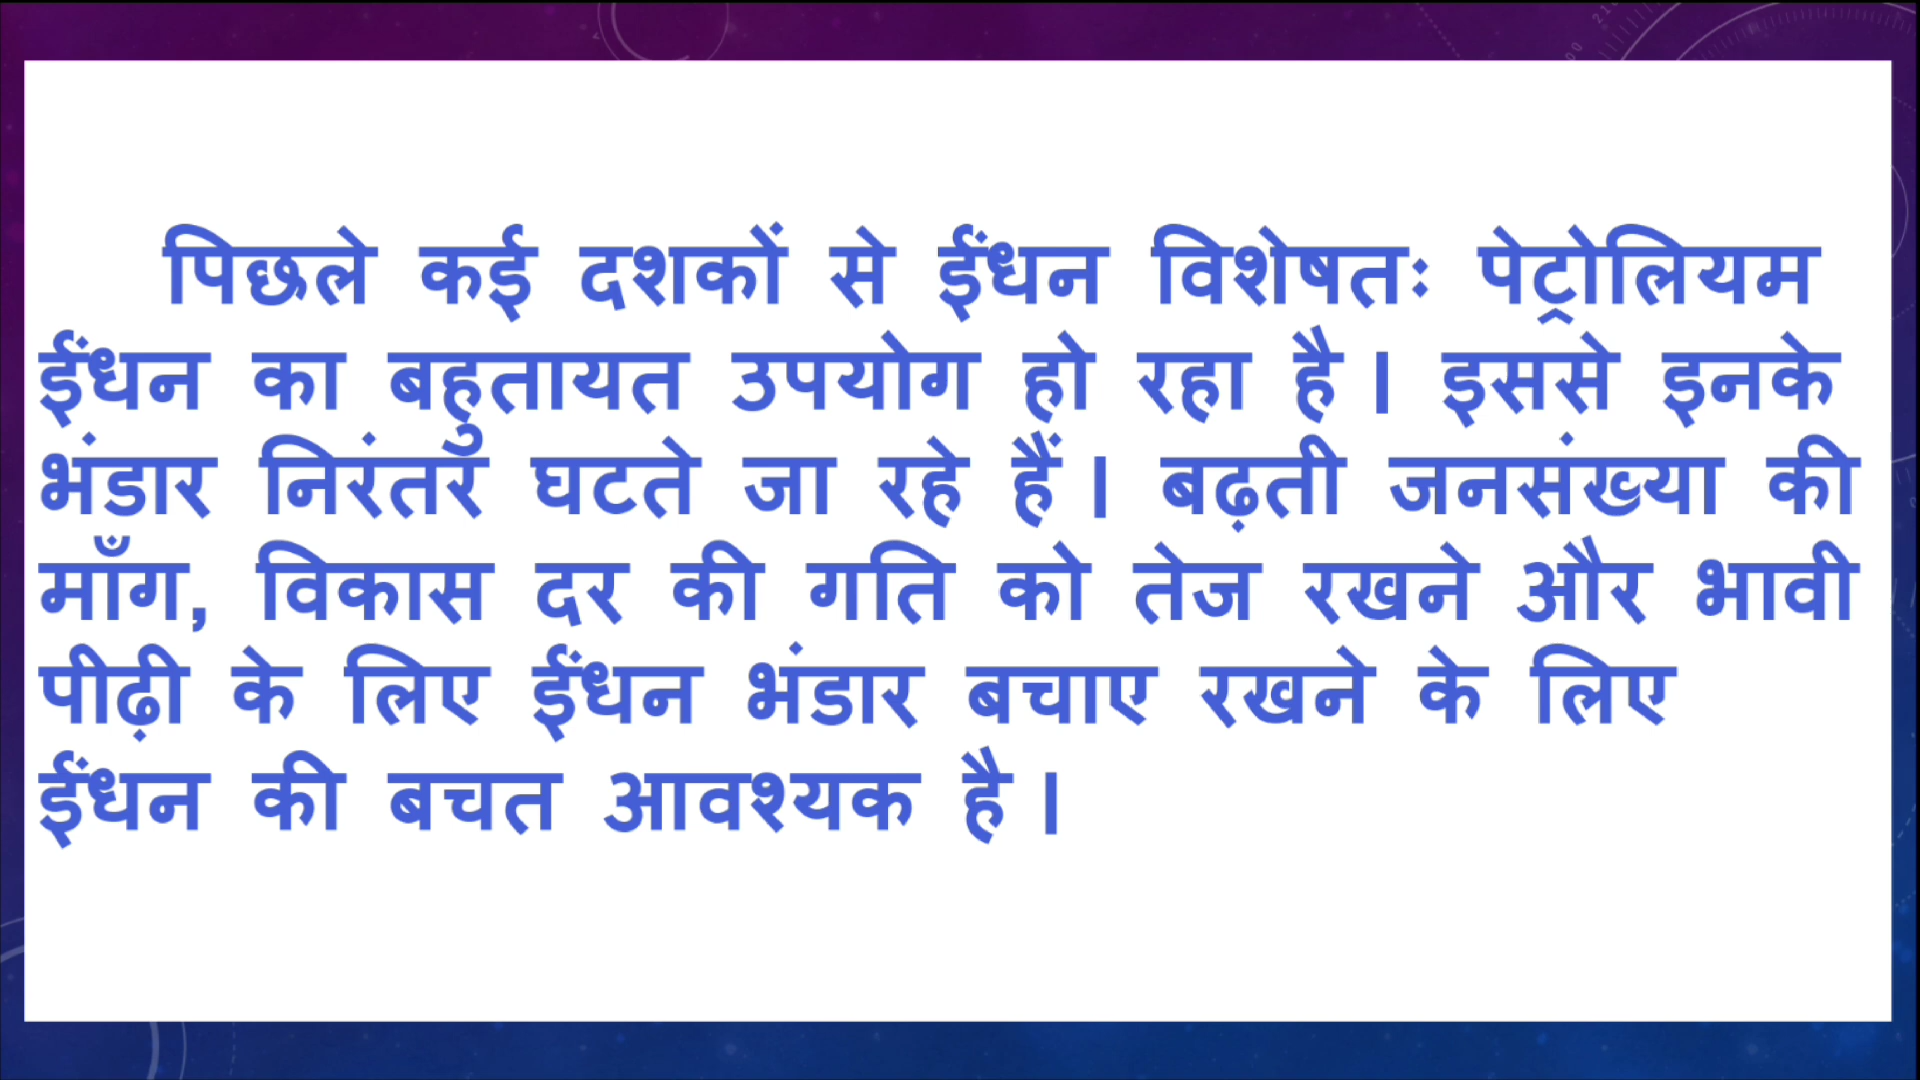 पिछले कई दशकों से ईंधन विशेषतः पेट्रोलियम
ईंधन का बहुतायत उपयोग हो रहा है । इससे इनके
भंडार निरंतर घटते जा रहे हैं । बढ़ती जनसंख्या की
माँग, विकास दर की गति को तेज रखने और भावी
पीढ़ी के लिए ईंधन भंडार बचाए रखने के लिए
ईंधन की बचत आवश्यक है ।